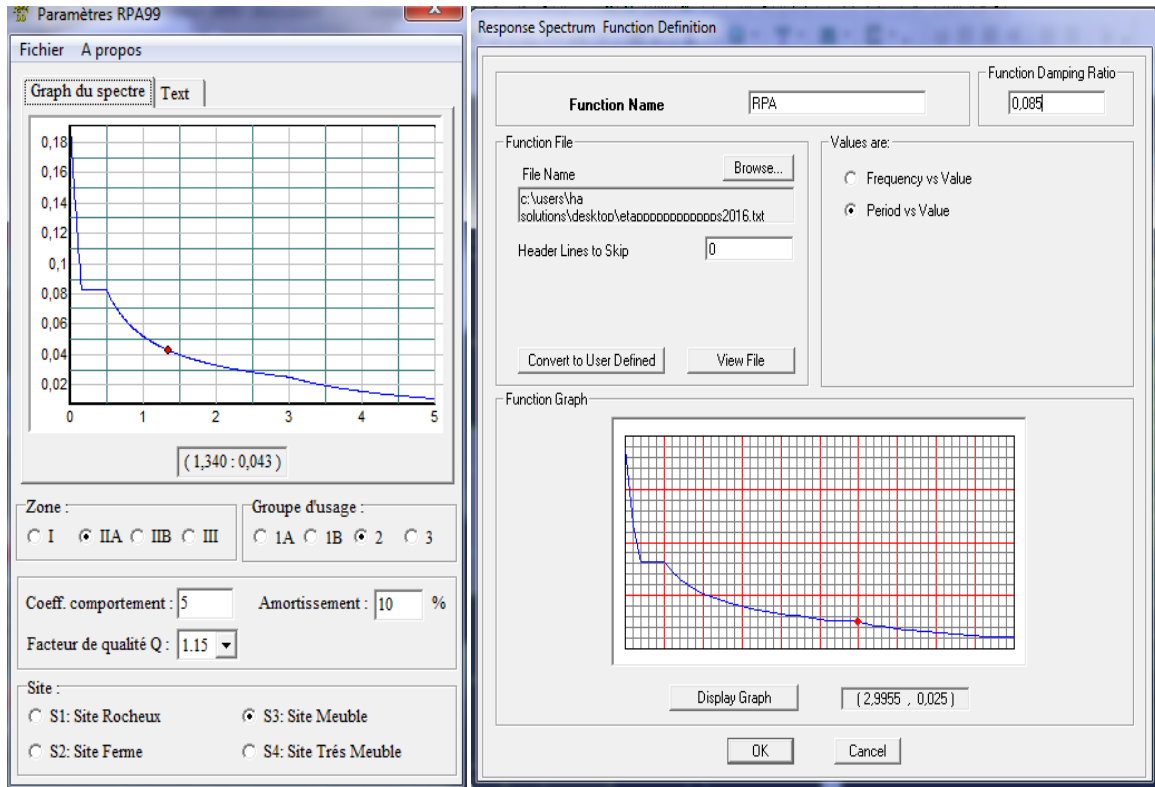 Paramètres RPA99
Fichier A propos
Graph du spectre Text
0,18
0,16
0,14
0,12
0,1
0,08
0,06
0,04
0,02
0 1 2 3 4 5
( 1,340 : 0,043 )
Zone :
I IIA IIB III
Groupe d'usage :
1A 1B 2 3
Coeff. comportement : 5 Amortissement : 10 %
Facteur de qualité Q : 1.15
Site :
S1: Site Rocheux S3: Site Meuble
S2: Site Ferme S4: Site Trés Meuble
Response Spectrum Function Definition
Function Name RPA
Function Damping Ratio
0,085
Function File
File Name Browse...
c:\users\ha
solutions\desktop\etappppppppppppps2016.txt
Header Lines to Skip 0
Convert to User Defined View File
Values are:
Frequency vs Value
Period vs Value
Function Graph
Display Graph ( 2,9955 , 0,025 )
OK Cancel